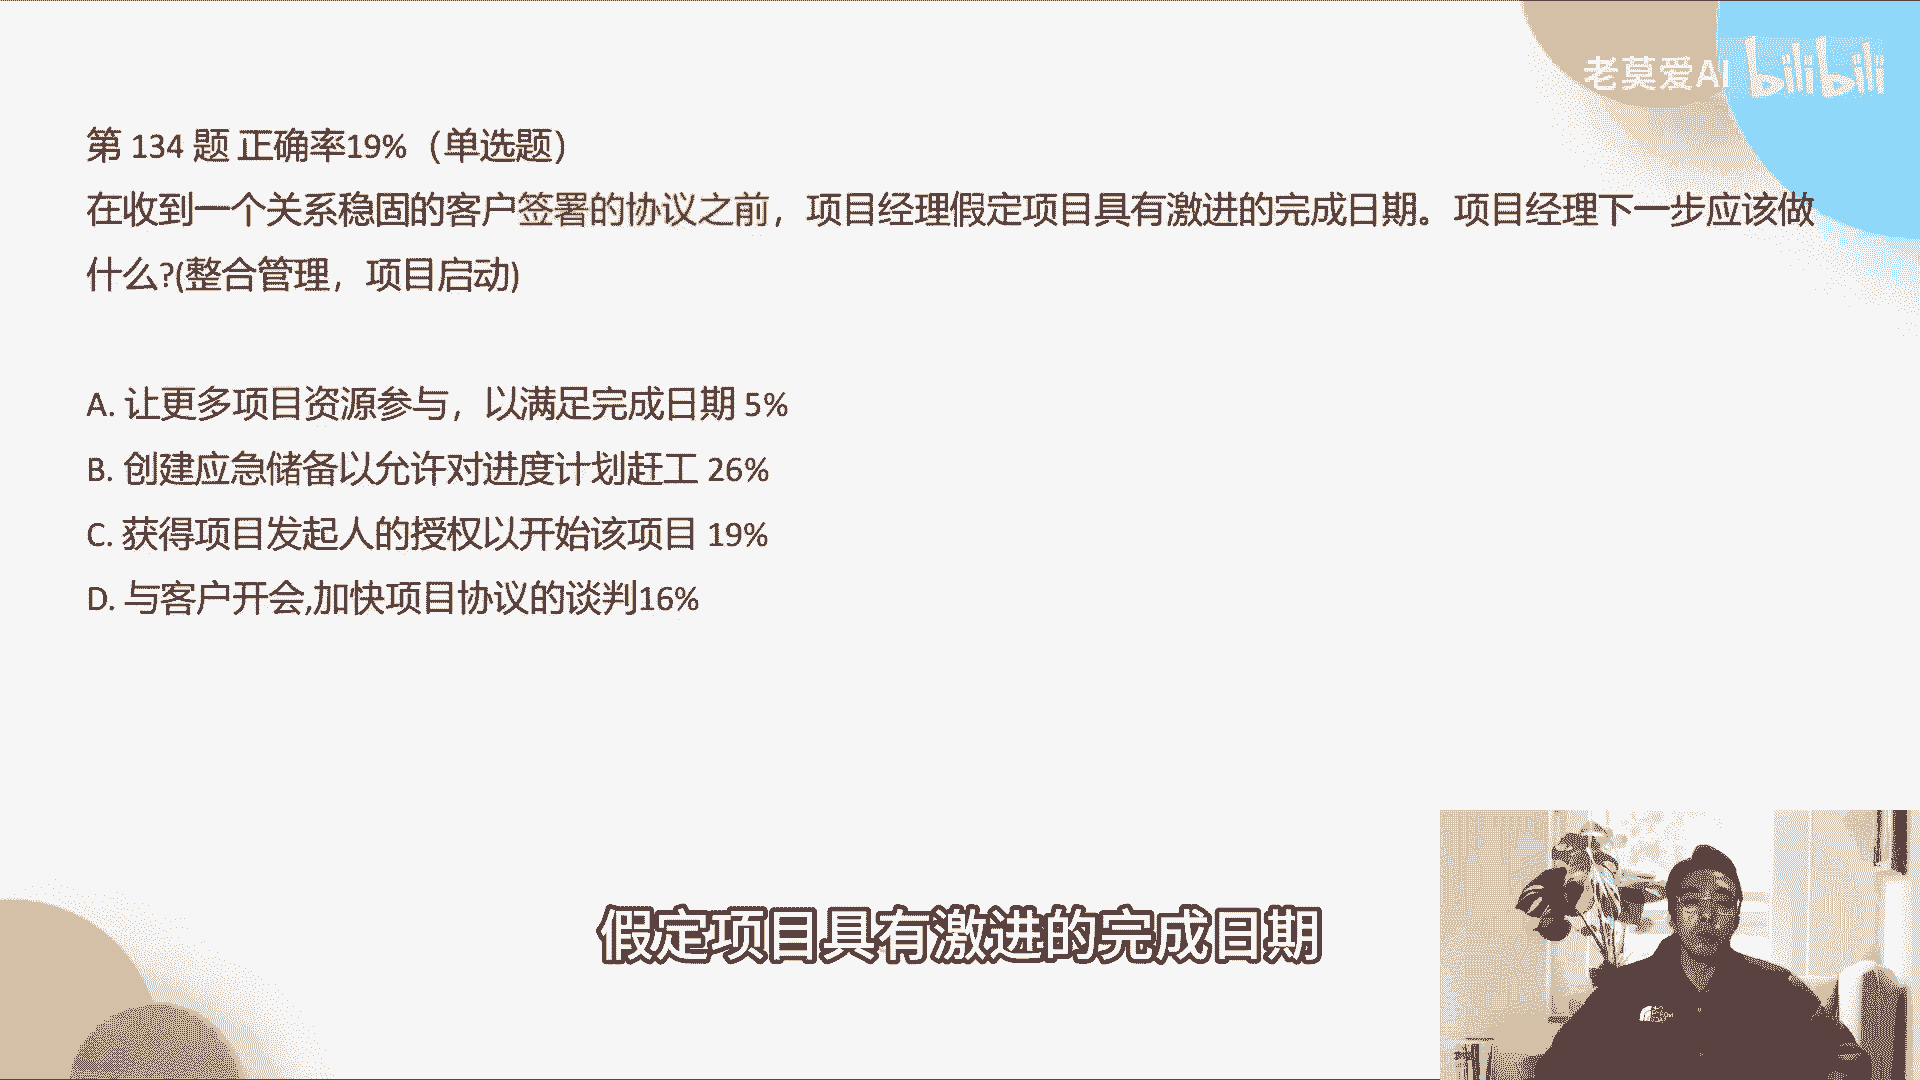 老莫爱AI bilibili
第 134 题 正确率19%（单选题）
在收到一个关系稳固的客户签署的协议之前，项目经理假定项目具有激进的完成日期。项目经理下一步应该做
什么?(整合管理，项目启动)
A. 让更多项目资源参与，以满足完成日期 5%
B. 创建应急储备以允许对进度计划赶工 26%
C. 获得项目发起人的授权以开始该项目 19%
D. 与客户开会,加快项目协议的谈判16%
假定项目具有激进的完成日期